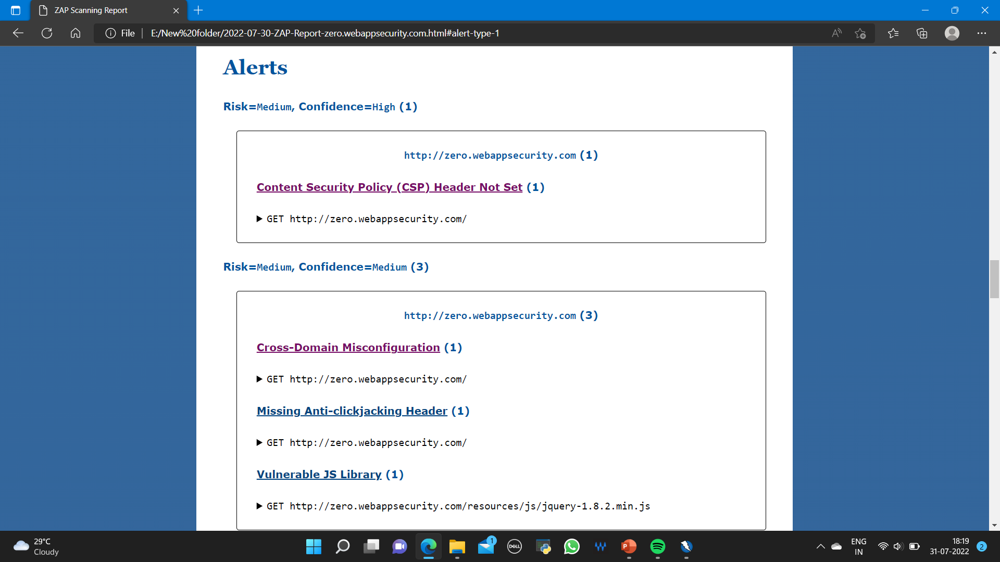 ZAP Scanning Report
File
E:/New%20folder/2022-07-30-ZAP-Report-zero.webappsecurity.com.html#alert-type-1
Alerts
Risk=Medium, Confidence=High (1)
http://zero.webappsecurity.com (1)
Content Security Policy (CSP) Header Not Set (1)
▶ GET http://zero.webappsecurity.com/
Risk=Medium, Confidence=Medium (3)
http://zero.webappsecurity.com (3)
Cross-Domain Misconfiguration (1)
▶ GET http://zero.webappsecurity.com/
Missing Anti-clickjacking Header (1)
▶ GET http://zero.webappsecurity.com/
Vulnerable JS Library (1)
▶ GET http://zero.webappsecurity.com/resources/js/jquery-1.8.2.min.js
29°C
Cloudy
1
DELL
P
ENG
IN
18:19
31-07-2022
2